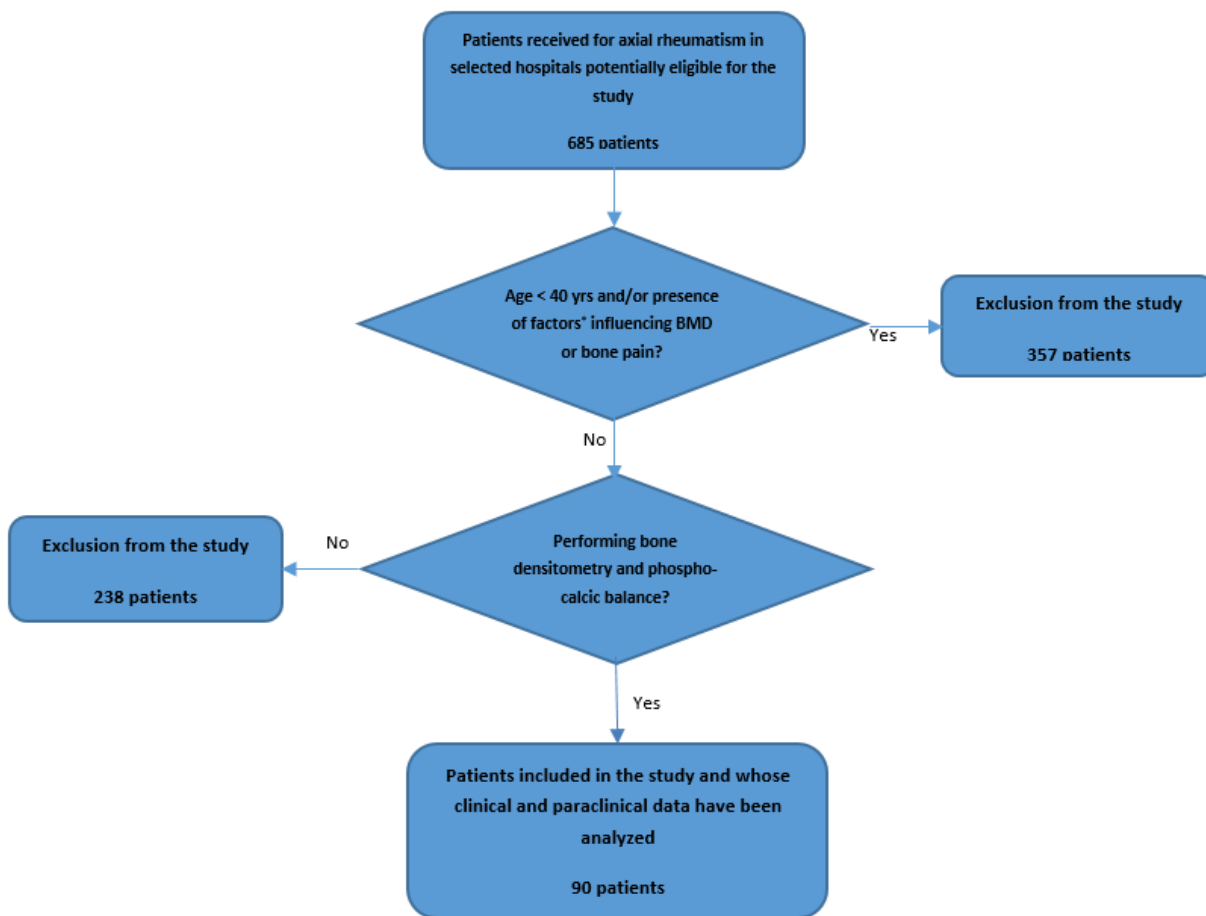 Patients received for axial rheumatism in
selected hospitals potentially eligible for the
study
685 patients
Age < 40 yrs and/or presence
of factors* influencing BMD
or bone pain?
Yes
Exclusion from the study
357 patients
No
Performing bone
densitometry and phospho-
calcic balance?
No
Exclusion from the study
238 patients
Yes
Patients included in the study and whose
clinical and paraclinical data have been
analyzed
90 patients